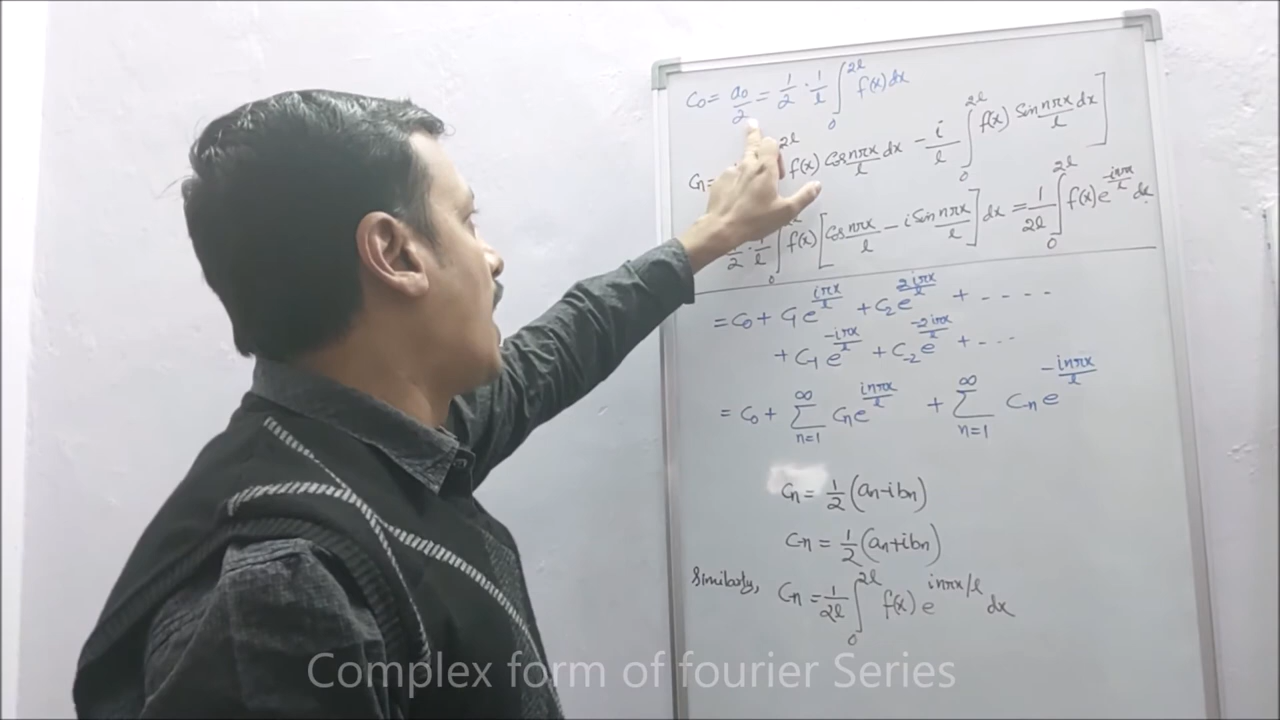 C₀ = a₀/2 = 1/2 · 1/l ∫₀^2l f(x) dx
Cₙ = ∫^2l f(x) Cos nπx/l dx − i/l ∫₀^2l f(x) Sin nπx/l dx ]
1/2 · 1/l ∫₀^2l f(x) [ Cos nπx/l − i Sin nπx/l ] dx = 1/2l ∫₀^2l f(x) e^(-inπx/l) dx
= C₀ + C₁ e^(iπx/l) + C₂ e^(2iπx/l) + - - - -
+ C₋₁ e^(-iπx/l) + C₋₂ e^(-2iπx/l) + - - -
= C₀ + ∑_(n=1)^∞ Cₙ e^(inπx/l) + ∑_(n=1)^∞ C₋ₙ e^(-inπx/l)
Cₙ = 1/2 (aₙ - ibₙ)
C₋ₙ = 1/2 (aₙ + ibₙ)
Similarly, C₋ₙ = 1/2l ∫₀^2l f(x) e^(inπx/l) dx
Complex form of fourier Series